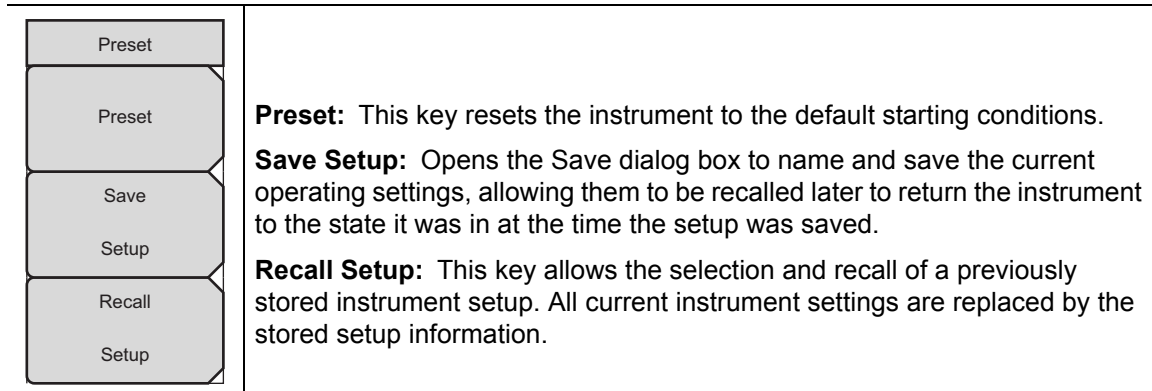 Preset
Preset
Save
Setup
Recall
Setup
Preset: This key resets the instrument to the default starting conditions.
Save Setup: Opens the Save dialog box to name and save the current
operating settings, allowing them to be recalled later to return the instrument
to the state it was in at the time the setup was saved.
Recall Setup: This key allows the selection and recall of a previously
stored instrument setup. All current instrument settings are replaced by the
stored setup information.